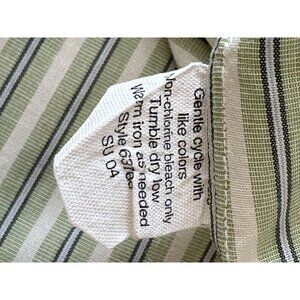 Gentle cycle with
like colors
Non-chlorine bleach only
Tumble dry low
Warm iron as needed
Style
SU 04